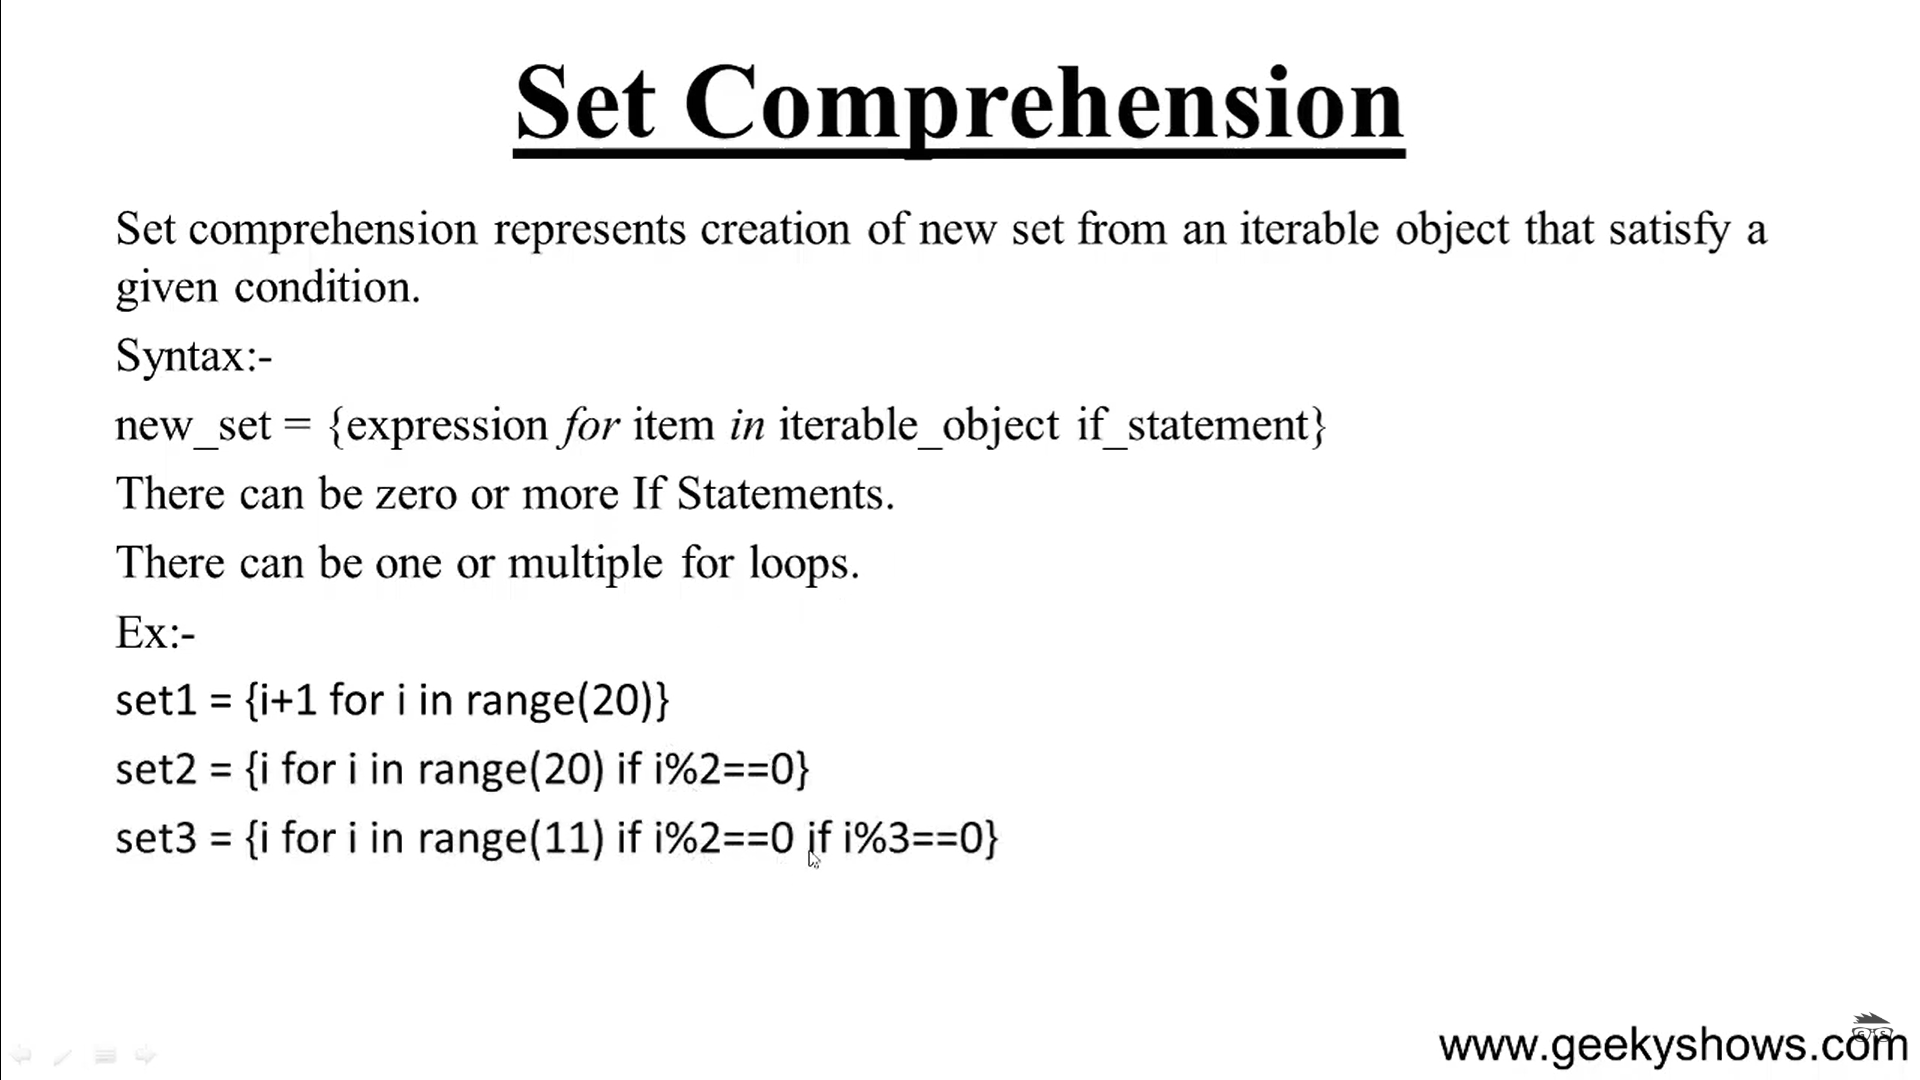 Set Comprehension
Set comprehension represents creation of new set from an iterable object that satisfy a
given condition.
Syntax:-
new_set = {expression for item in iterable_object if_statement}
There can be zero or more If Statements.
There can be one or multiple for loops.
Ex:-
set1 = {i+1 for i in range(20)}
set2 = {i for i in range(20) if i%2==0}
set3 = {i for i in range(11) if i%2==0 if i%3==0}
www.geekyshows.com